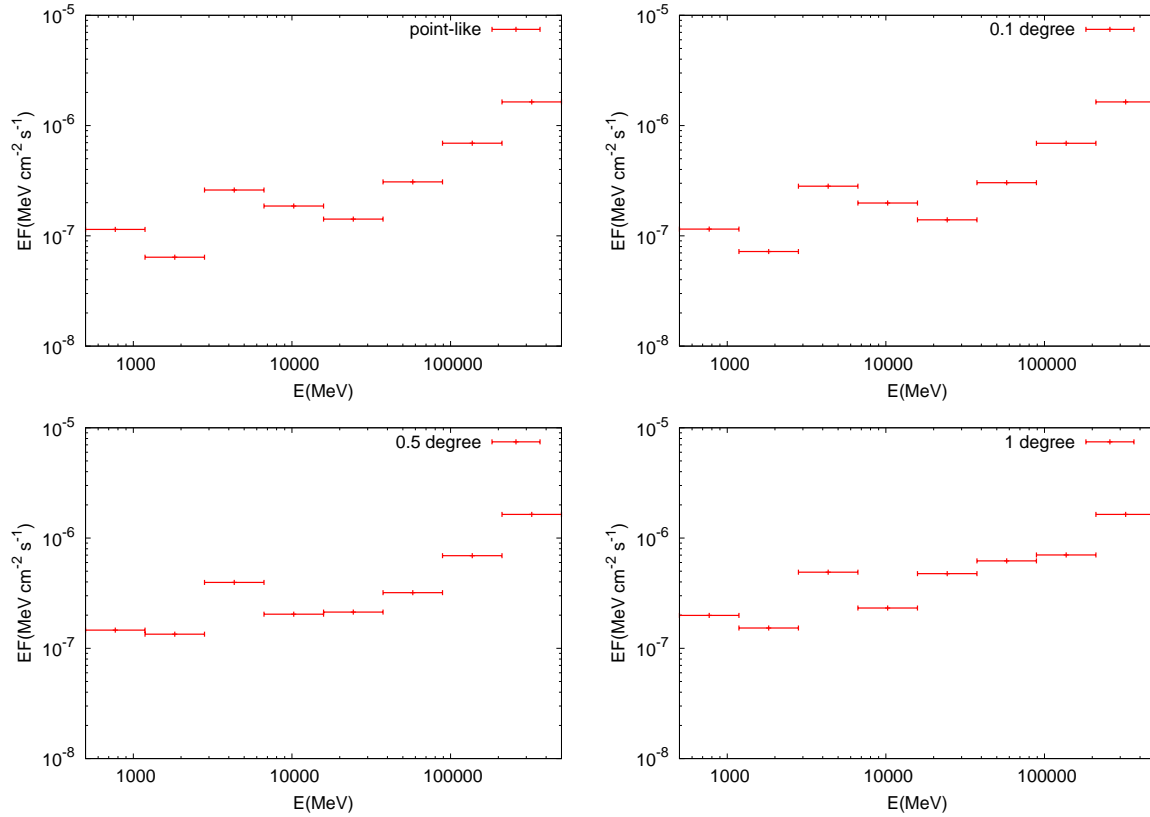 10^-5
10^-6
10^-7
10^-8
EF(MeV cm^-2 s^-1)
point-like
1000 10000 100000
E(MeV)
10^-5
10^-6
10^-7
10^-8
EF(MeV cm^-2 s^-1)
0.1 degree
1000 10000 100000
E(MeV)
10^-5
10^-6
10^-7
10^-8
EF(MeV cm^-2 s^-1)
0.5 degree
1000 10000 100000
E(MeV)
10^-5
10^-6
10^-7
10^-8
EF(MeV cm^-2 s^-1)
1 degree
1000 10000 100000
E(MeV)